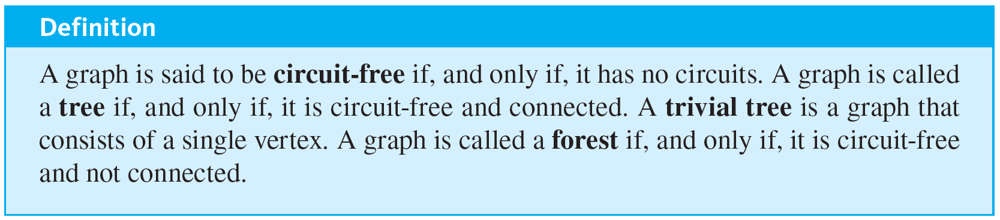 Definition
A graph is said to be circuit-free if, and only if, it has no circuits. A graph is called
a tree if, and only if, it is circuit-free and connected. A trivial tree is a graph that
consists of a single vertex. A graph is called a forest if, and only if, it is circuit-free
and not connected.